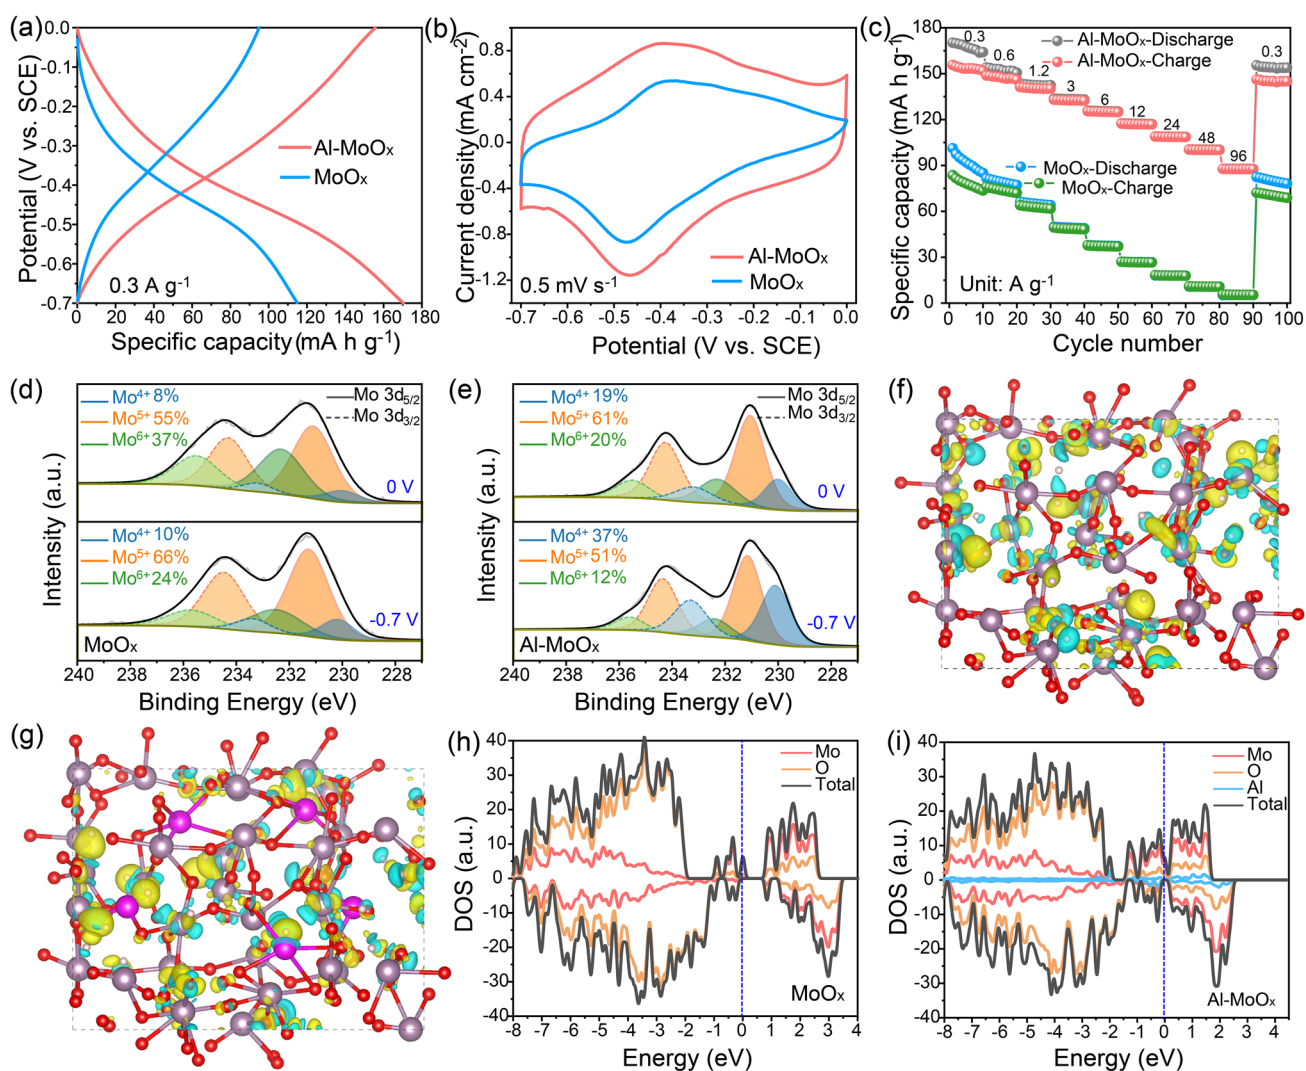 (a)
0.0
-0.1
-0.2
-0.3
-0.4
-0.5
-0.6
-0.7
Potential (V vs. SCE)
Al-MoOₓ
MoOₓ
0.3 A g⁻¹
0 20 40 60 80 100 120 140 160 180
Specific capacity (mA h g⁻¹)
(b)
0.8
0.4
0.0
-0.4
-0.8
-1.2
Current density (mA cm⁻²)
Al-MoOₓ
MoOₓ
0.5 mV s⁻¹
-0.7 -0.6 -0.5 -0.4 -0.3 -0.2 -0.1 0.0
Potential (V vs. SCE)
(c)
180
150
120
90
60
30
0
Specific capacity (mA h g⁻¹)
Al-MoOₓ-Discharge
Al-MoOₓ-Charge
0.3
0.6
1.2
3
6
12
24
48
96
0.3
MoOₓ-Discharge
MoOₓ-Charge
Unit: A g⁻¹
0 10 20 30 40 50 60 70 80 90 100
Cycle number
(d)
Mo⁴⁺ 8%
Mo⁵⁺ 55%
Mo⁶⁺ 37%
Mo 3d₅/₂
Mo 3d₃/₂
0 V
Mo⁴⁺ 10%
Mo⁵⁺ 66%
Mo⁶⁺ 24%
-0.7 V
MoOₓ
Intensity (a.u.)
240 238 236 234 232 230 228
Binding Energy (eV)
(e)
Mo⁴⁺ 19%
Mo⁵⁺ 61%
Mo⁶⁺ 20%
Mo 3d₅/₂
Mo 3d₃/₂
0 V
Mo⁴⁺ 37%
Mo⁵⁺ 51%
Mo⁶⁺ 12%
-0.7 V
Al-MoOₓ
Intensity (a.u.)
240 238 236 234 232 230 228
Binding Energy (eV)
(f)
(g)
(h)
40
30
20
10
0
-10
-20
-30
-40
DOS (a.u.)
Mo
O
Total
MoOₓ
-8 -7 -6 -5 -4 -3 -2 -1 0 1 2 3 4
Energy (eV)
(i)
40
30
20
10
0
-10
-20
-30
-40
DOS (a.u.)
Mo
O
Al
Total
Al-MoOₓ
-8 -7 -6 -5 -4 -3 -2 -1 0 1 2 3 4
Energy (eV)